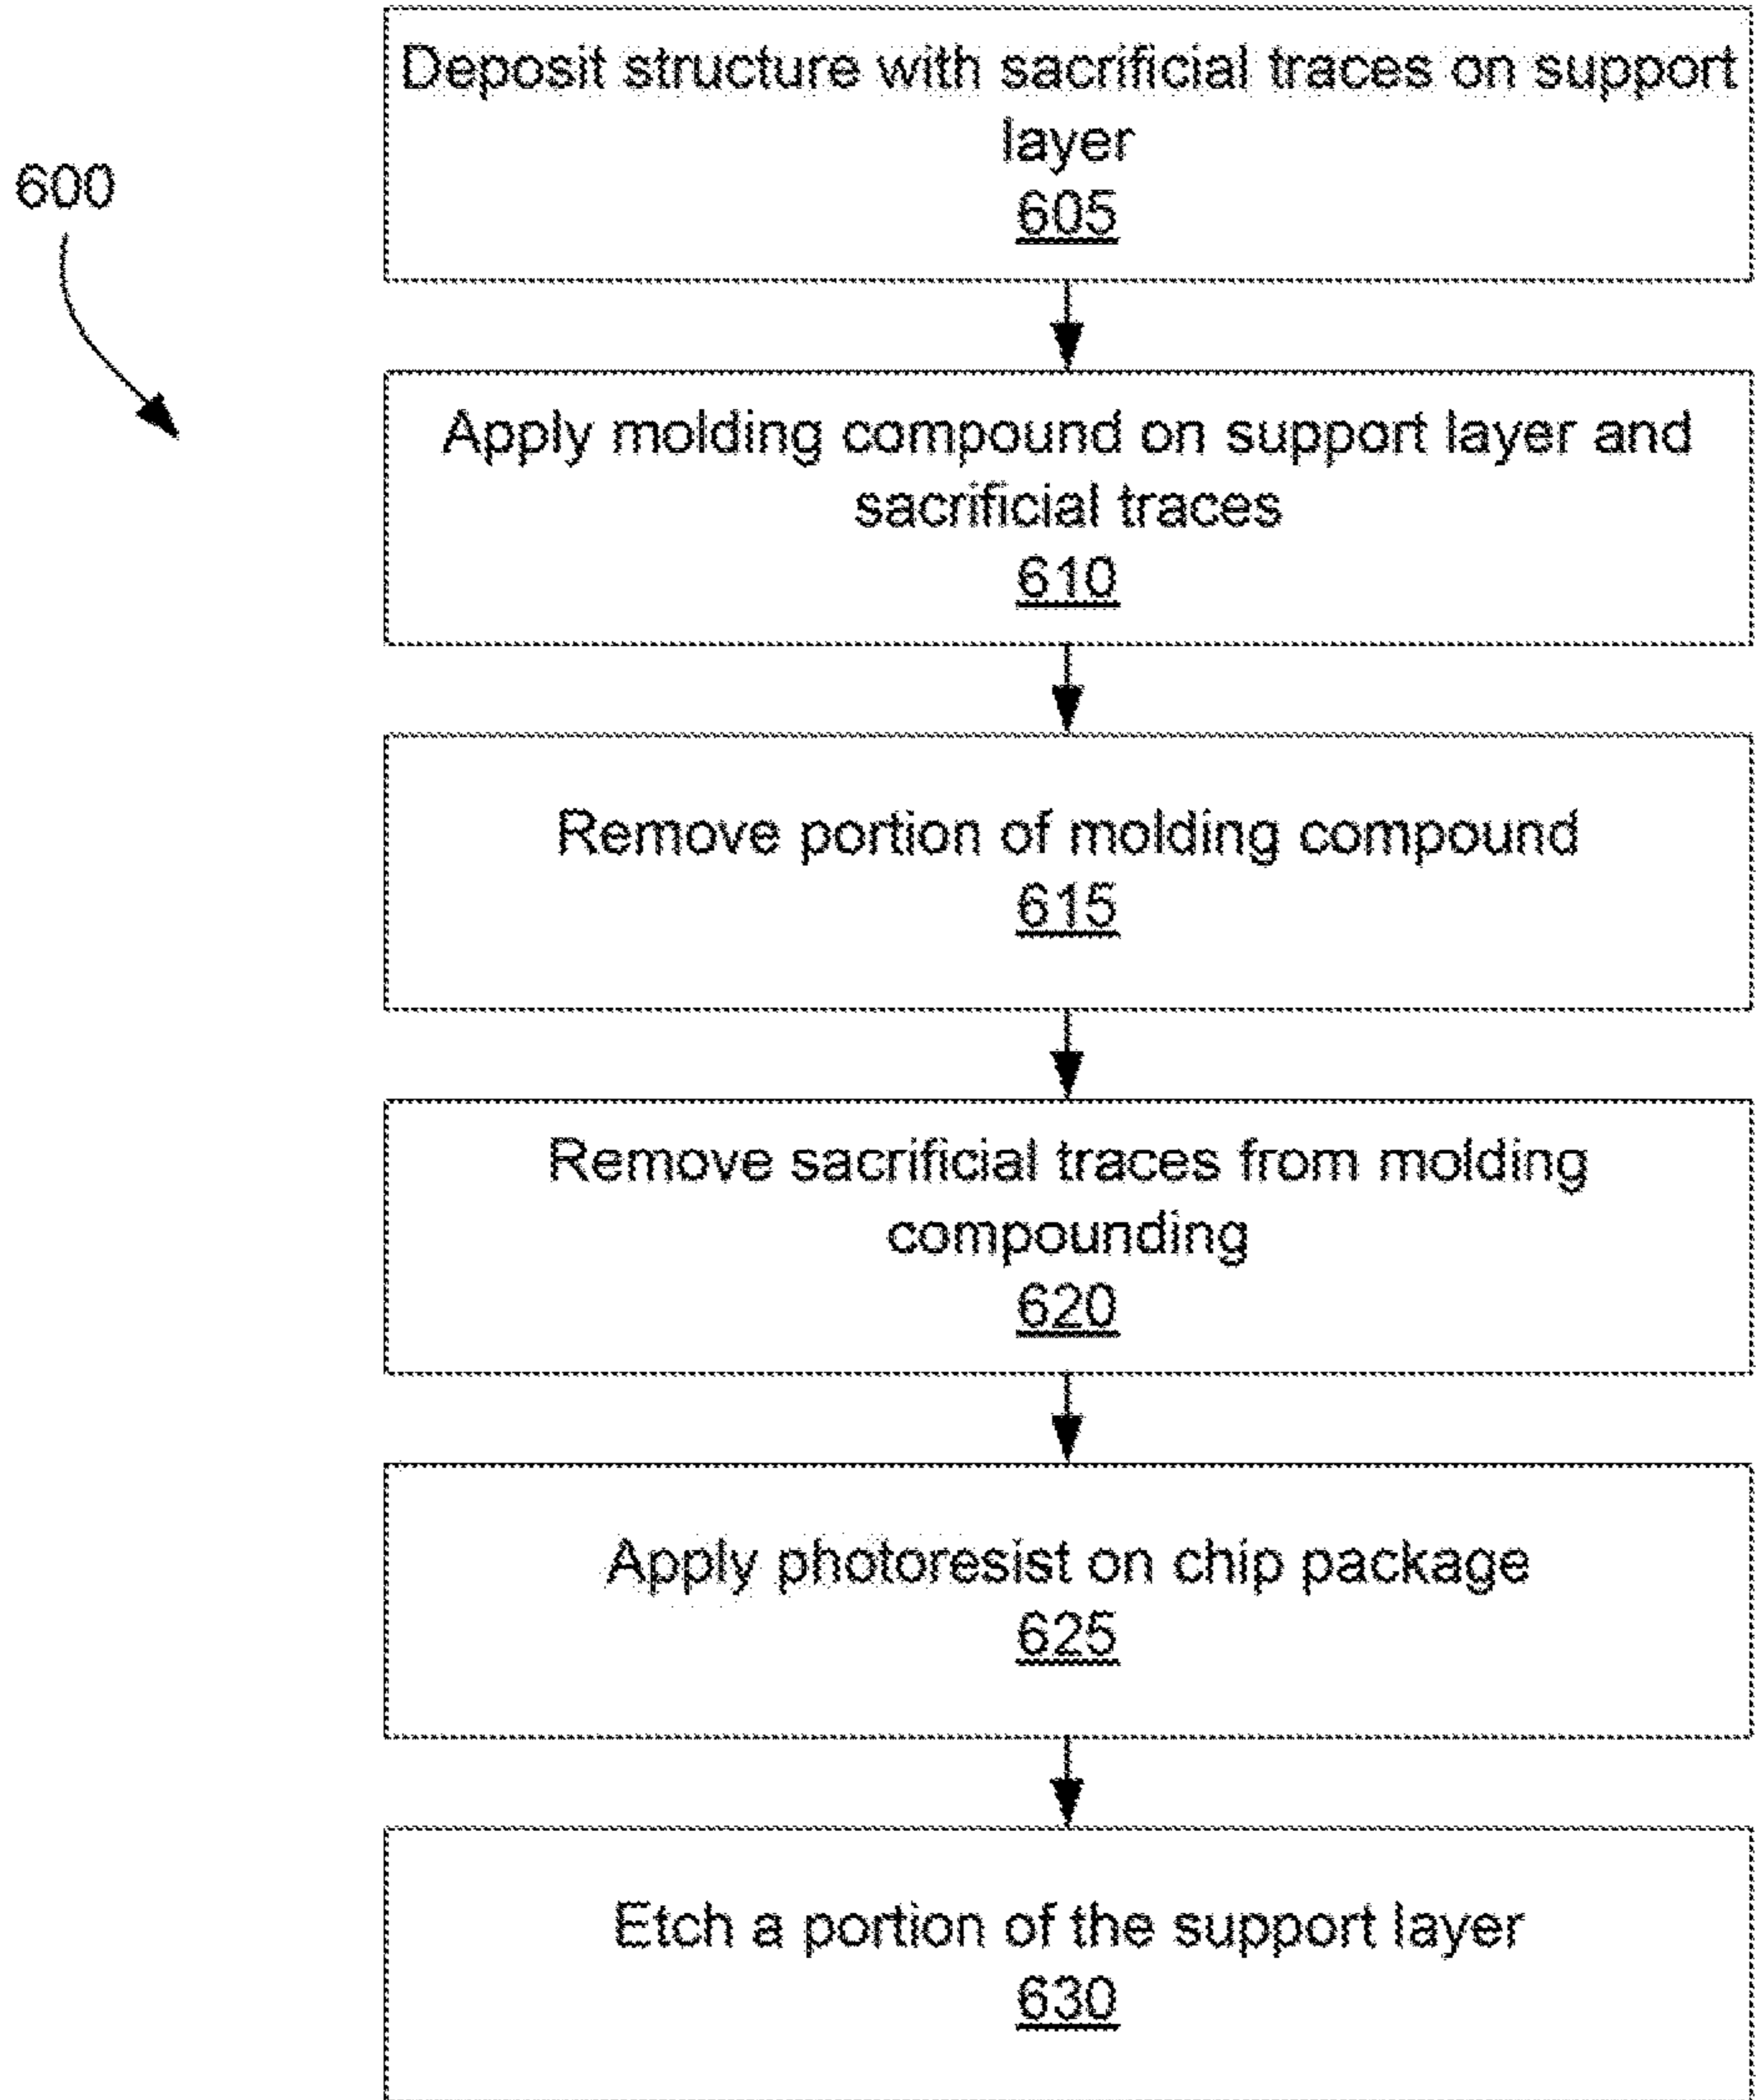 Deposit structure with sacrificial traces on support
layer
605
600
Apply molding compound on support layer and
sacrificial traces
610
Remove portion of molding compound
615
Remove sacrificial traces from molding
compounding
620
Apply photoresist on chip package
625
Etch a portion of the support layer
630